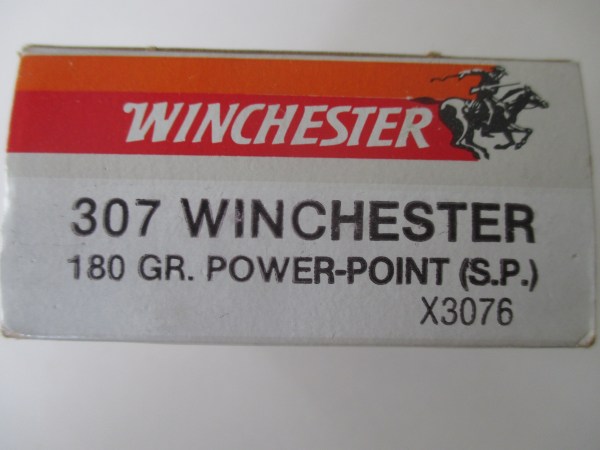 WINCHESTER
307 WINCHESTER
180 GR. POWER-POINT (S.P.)
X3076